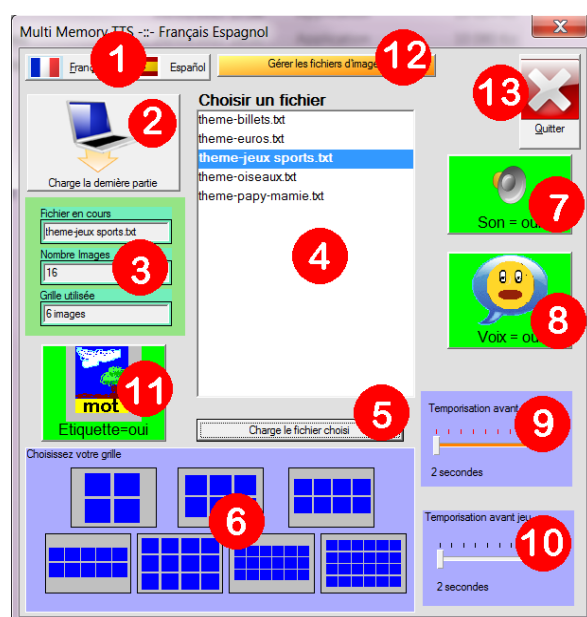 Multi Memory TTS -::- Français Espagnol
1
12
Espagnol
Gérer les fichiers d'image
13
Quitter
2
Charge la dernière partie
Choisir un fichier
theme-billets.txt
theme-euros.txt
theme-jeux sports.txt
theme-oiseaux.txt
theme-papy-mamie.txt
4
7
Son =
Fichier en cours
theme-jeux sports.txt
Nombre Images
16
3
Grille utilisée
6 images
8
Voix =
11
mot
Etiquette=oui
5
Charge le fichier choisi
Temporisation avant
9
2 secondes
Choisissez votre grille
6
Temporisation avant jeu
10
2 secondes